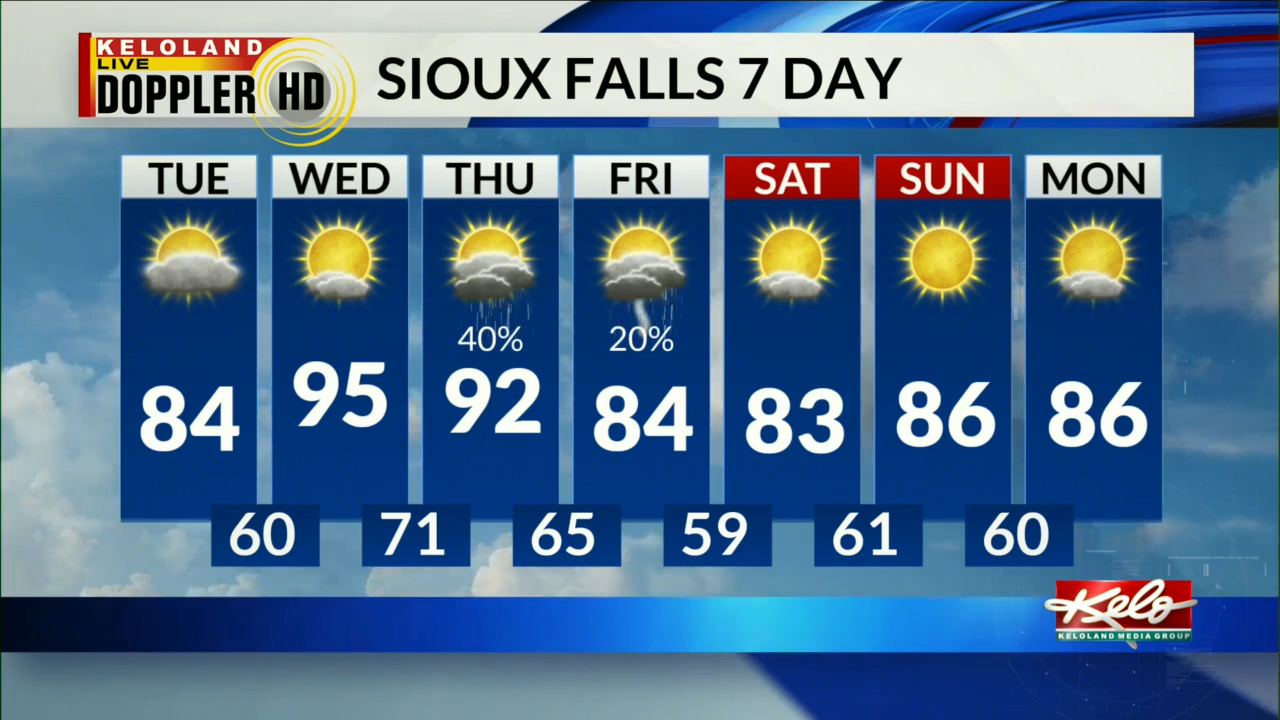 KELOLAND
LIVE
DOPPLER HD
SIOUX FALLS 7 DAY
TUE WED THU FRI SAT SUN MON
40% 20%
84 95 92 84 83 86 86
60 71 65 59 61 60
Kelo
KELOLAND MEDIA GROUP